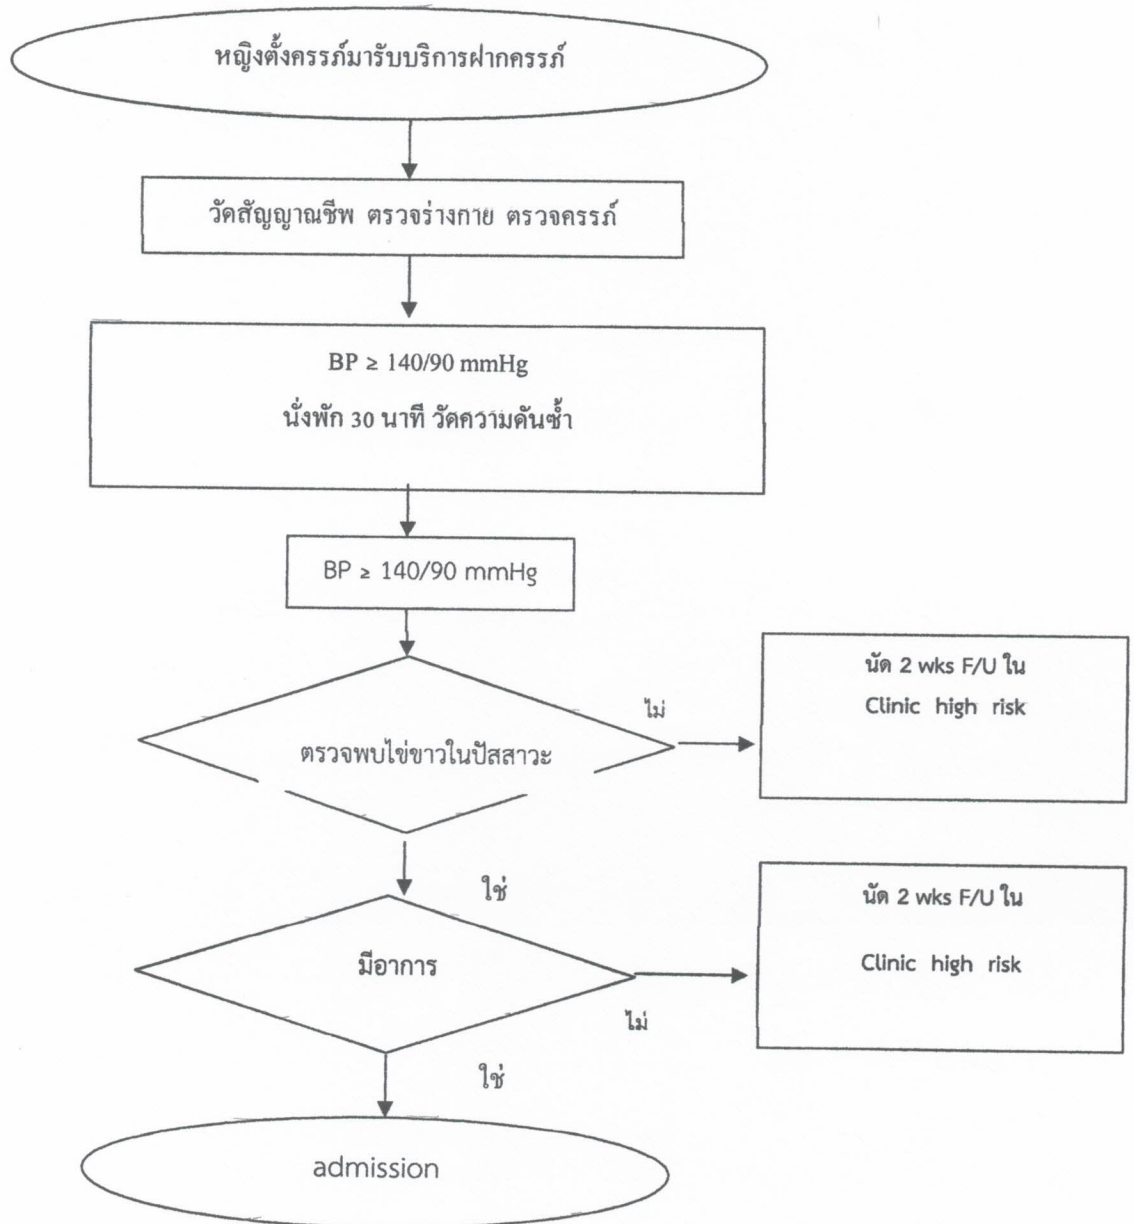 หญิงตั้งครรภ์มารับบริการฝากครรภ์
วัดสัญญาณชีพ ตรวจร่างกาย ตรวจครรภ์
BP ≥ 140/90 mmHg
นั่งพัก 30 นาที วัดความดันซ้ำ
BP ≥ 140/90 mmHg
ตรวจพบไข่ขาวในปัสสาวะ
ไม่
นัด 2 wks F/U ใน
Clinic high risk
ใช่
มีอาการ
ไม่
นัด 2 wks F/U ใน
Clinic high risk
ใช่
admission